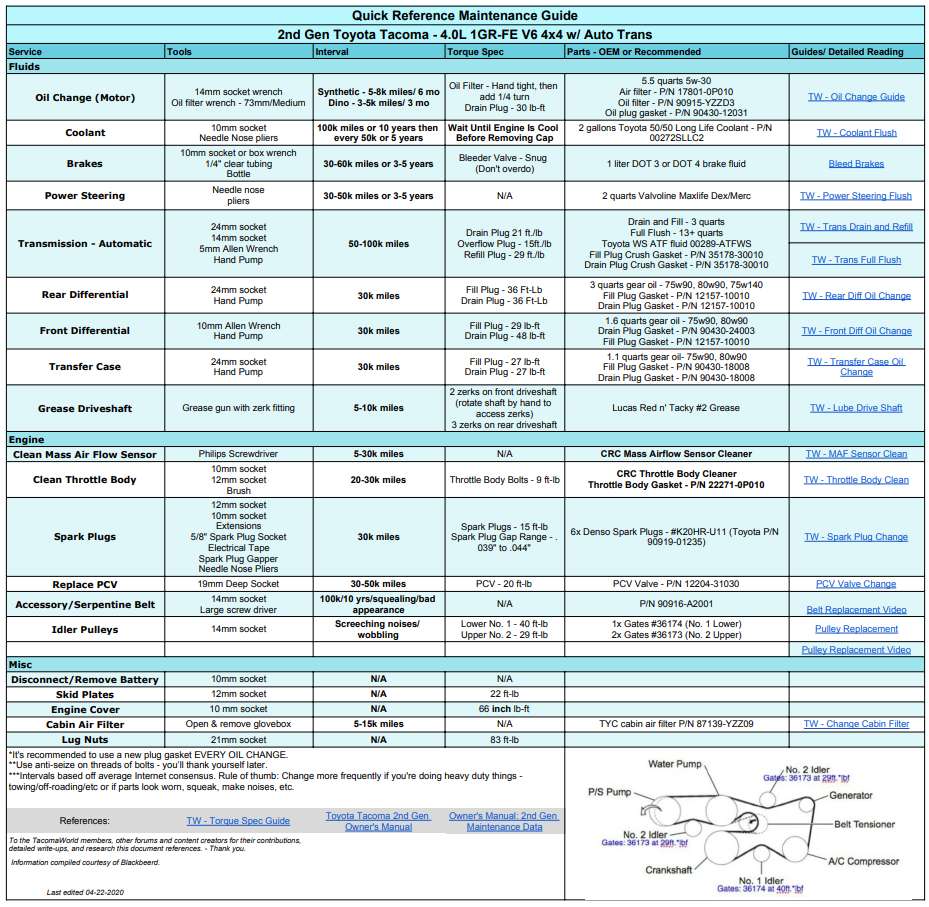 Quick Reference Maintenance Guide
2nd Gen Toyota Tacoma - 4.0L 1GR-FE V6 4x4 w/ Auto Trans
Service Tools Interval Torque Spec Parts - OEM or Recommended Guides/ Detailed Reading
Fluids
Oil Change (Motor)
14mm socket wrench
Oil filter wrench - 73mm/Medium
Synthetic - 5-8k miles/ 6 mo
Dino - 3-5k miles/ 3 mo
Oil Filter - Hand tight, then
add 1/4 turn
Drain Plug - 30 lb-ft
5.5 quarts 5w-30
Air filter - P/N 17801-0P010
Oil filter - P/N 90915-YZZD3
Oil plug gasket - P/N 90430-12031
TW - Oil Change Guide
Coolant
10mm socket
Needle Nose pliers
100k miles or 10 years then
every 50k or 5 years
Wait Until Engine Is Cool
Before Removing Cap
2 gallons Toyota 50/50 Long Life Coolant - P/N
00272SLLC2
TW - Coolant Flush
Brakes
10mm socket or box wrench
1/4" clear tubing
Bottle
30-60k miles or 3-5 years
Bleeder Valve - Snug
(Don't overdo)
1 liter DOT 3 or DOT 4 brake fluid
Bleed Brakes
Power Steering
Needle nose
pliers
30-50k miles or 3-5 years
N/A
2 quarts Valvoline Maxlife Dex/Merc
TW - Power Steering Flush
Transmission - Automatic
24mm socket
14mm socket
5mm Allen Wrench
Hand Pump
50-100k miles
Drain Plug 21 ft./lb
Overflow Plug - 15ft./lb
Refill Plug - 29 ft./lb
Drain and Fill - 3 quarts
Full Flush - 13+ quarts
Toyota WS ATF fluid 00289-ATFWS
Fill Plug Crush Gasket - P/N 35178-30010
Drain Plug Crush Gasket - P/N 35178-30010
TW - Trans Drain and Refill
TW - Trans Full Flush
Rear Differential
24mm socket
Hand Pump
30k miles
Fill Plug - 36 Ft-Lb
Drain Plug - 36 Ft-Lb
3 quarts gear oil - 75w90, 80w90, 75w140
Fill Plug Gasket - P/N 12157-10010
Drain Plug Gasket - P/N 12157-10010
TW - Rear Diff Oil Change
Front Differential
10mm Allen Wrench
Hand Pump
30k miles
Fill Plug - 29 lb-ft
Drain Plug - 48 lb-ft
1.6 quarts gear oil - 75w90, 80w90
Drain Plug Gasket - P/N 90430-24003
Fill Plug Gasket - P/N 12157-10010
TW - Front Diff Oil Change
Transfer Case
24mm socket
Hand Pump
30k miles
Fill Plug - 27 lb-ft
Drain Plug - 27 lb-ft
1.1 quarts gear oil- 75w90, 80w90
Fill Plug Gasket - P/N 90430-18008
Drain Plug Gasket - P/N 90430-18008
TW - Transfer Case Oil
Change
Grease Driveshaft
Grease gun with zerk fitting
5-10k miles
2 zerks on front driveshaft
(rotate shaft by hand to
access zerks)
3 zerks on rear driveshaft
Lucas Red n' Tacky #2 Grease
TW - Lube Drive Shaft
Engine
Clean Mass Air Flow Sensor
Philips Screwdriver
5-30k miles
N/A
CRC Mass Airflow Sensor Cleaner
TW - MAF Sensor Clean
Clean Throttle Body
10mm socket
12mm socket
Brush
20-30k miles
Throttle Body Bolts - 9 ft-lb
CRC Throttle Body Cleaner
Throttle Body Gasket - P/N 22271-0P010
TW - Throttle Body Clean
Spark Plugs
12mm socket
10mm socket
Extensions
5/8" Spark Plug Socket
Electrical Tape
Spark Plug Gapper
Needle Nose Pliers
30k miles
Spark Plugs - 15 ft-lb
Spark Plug Gap Range - .
039" to .044"
6x Denso Spark Plugs - #K20HR-U11 (Toyota P/N
90919-01235)
TW - Spark Plug Change
Replace PCV
19mm Deep Socket
30-50k miles
PCV - 20 ft-lb
PCV Valve - P/N 12204-31030
PCV Valve Change
Accessory/Serpentine Belt
14mm socket
Large screw driver
100k/10 yrs/squealing/bad
appearance
N/A
P/N 90916-A2001
Belt Replacement Video
Idler Pulleys
14mm socket
Screeching noises/
wobbling
Lower No. 1 - 40 ft-lb
Upper No. 2 - 29 ft-lb
1x Gates #36174 (No. 1 Lower)
2x Gates #36173 (No. 2 Upper)
Pulley Replacement
Pulley Replacement Video
Misc
Disconnect/Remove Battery 10mm socket N/A N/A
Skid Plates 12mm socket N/A 22 ft-lb
Engine Cover 10 mm socket N/A 66 inch lb-ft
Cabin Air Filter Open & remove glovebox 5-15k miles N/A TYC cabin air filter P/N 87139-YZZ09 TW - Change Cabin Filter
Lug Nuts 21mm socket N/A 83 ft-lb
*It's recommended to use a new plug gasket EVERY OIL CHANGE.
**Use anti-seize on threads of bolts - you'll thank yourself later.
***Intervals based off average Internet consensus. Rule of thumb: Change more frequently if you're doing heavy duty things -
towing/off-roading/etc or if parts look worn, squeak, make noises, etc.
References:
TW - Torque Spec Guide
Toyota Tacoma 2nd Gen
Owner's Manual
Owner's Manual: 2nd Gen
Maintenance Data
To the TacomaWorld members, other forums and content creators for their contributions,
detailed write-ups, and research this document references. - Thank you.
Information compiled courtesy of Blackbeerd.
Last edited 04-22-2020
Water Pump
No. 2 Idler
Gates: 36173 at 29ft.*lbf
P/S Pump
Generator
Belt Tensioner
No. 2 Idler
Gates: 36173 at 29ft.*lbf
A/C Compressor
Crankshaft
No. 1 Idler
Gates: 36174 at 40ft.*lbf